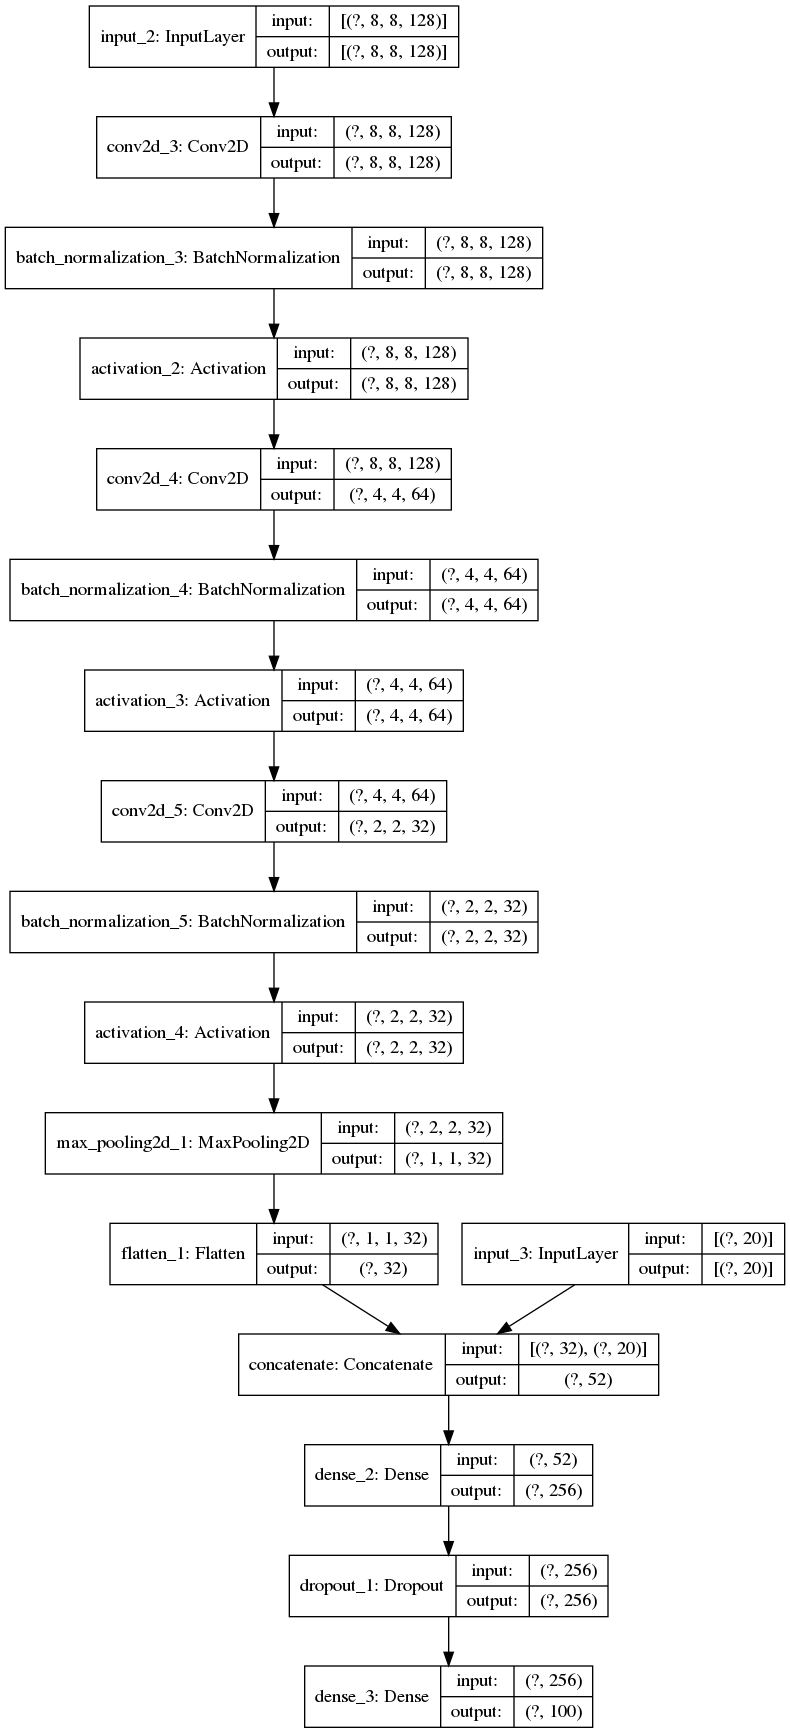 input_2: InputLayer
input: [(?, 8, 8, 128)]
output: [(?, 8, 8, 128)]
conv2d_3: Conv2D
input: (?, 8, 8, 128)
output: (?, 8, 8, 128)
batch_normalization_3: BatchNormalization
input: (?, 8, 8, 128)
output: (?, 8, 8, 128)
activation_2: Activation
input: (?, 8, 8, 128)
output: (?, 8, 8, 128)
conv2d_4: Conv2D
input: (?, 8, 8, 128)
output: (?, 4, 4, 64)
batch_normalization_4: BatchNormalization
input: (?, 4, 4, 64)
output: (?, 4, 4, 64)
activation_3: Activation
input: (?, 4, 4, 64)
output: (?, 4, 4, 64)
conv2d_5: Conv2D
input: (?, 4, 4, 64)
output: (?, 2, 2, 32)
batch_normalization_5: BatchNormalization
input: (?, 2, 2, 32)
output: (?, 2, 2, 32)
activation_4: Activation
input: (?, 2, 2, 32)
output: (?, 2, 2, 32)
max_pooling2d_1: MaxPooling2D
input: (?, 2, 2, 32)
output: (?, 1, 1, 32)
flatten_1: Flatten
input: (?, 1, 1, 32)
output: (?, 32)
input_3: InputLayer
input: [(?, 20)]
output: [(?, 20)]
concatenate: Concatenate
input: [(?, 32), (?, 20)]
output: (?, 52)
dense_2: Dense
input: (?, 52)
output: (?, 256)
dropout_1: Dropout
input: (?, 256)
output: (?, 256)
dense_3: Dense
input: (?, 256)
output: (?, 100)